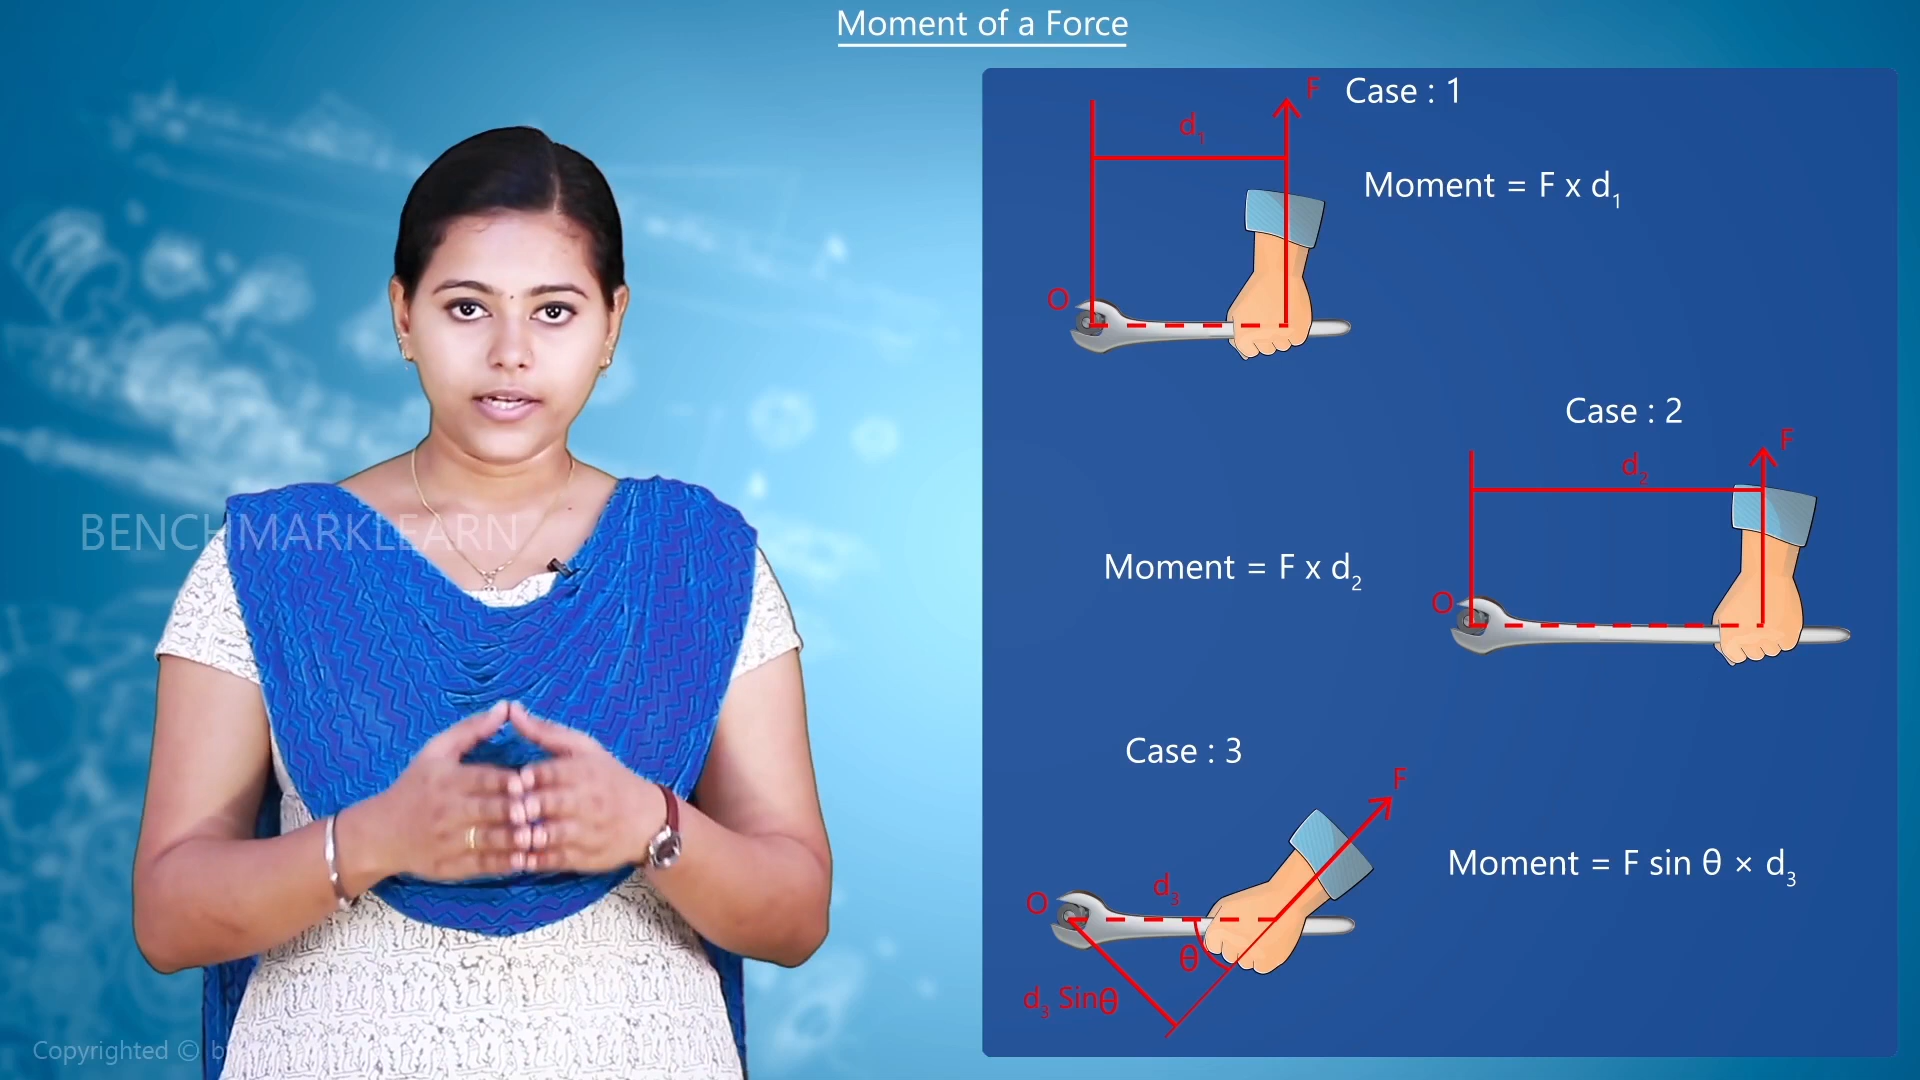 Moment of a Force
F
Case : 1
d₁
Moment = F x d₁
O
Case : 2
F
d₂
BENCHMARKLEARN
Moment = F x d₂
O
Case : 3
F
Moment = F sin θ × d₃
d₃
O
θ
d₃ Sinθ
Copyrighted ©